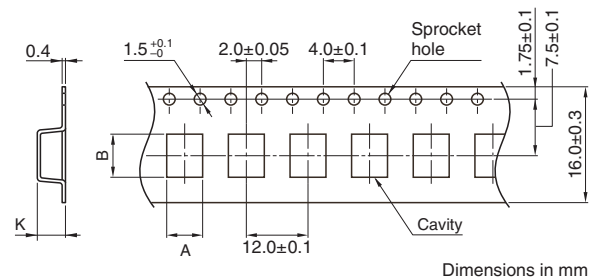 Sprocket
hole
0.4
1.5 +0.1 −0
2.0±0.05
4.0±0.1
1.75±0.1
7.5±0.1
16.0±0.3
B
K
A
12.0±0.1
Cavity
Dimensions in mm